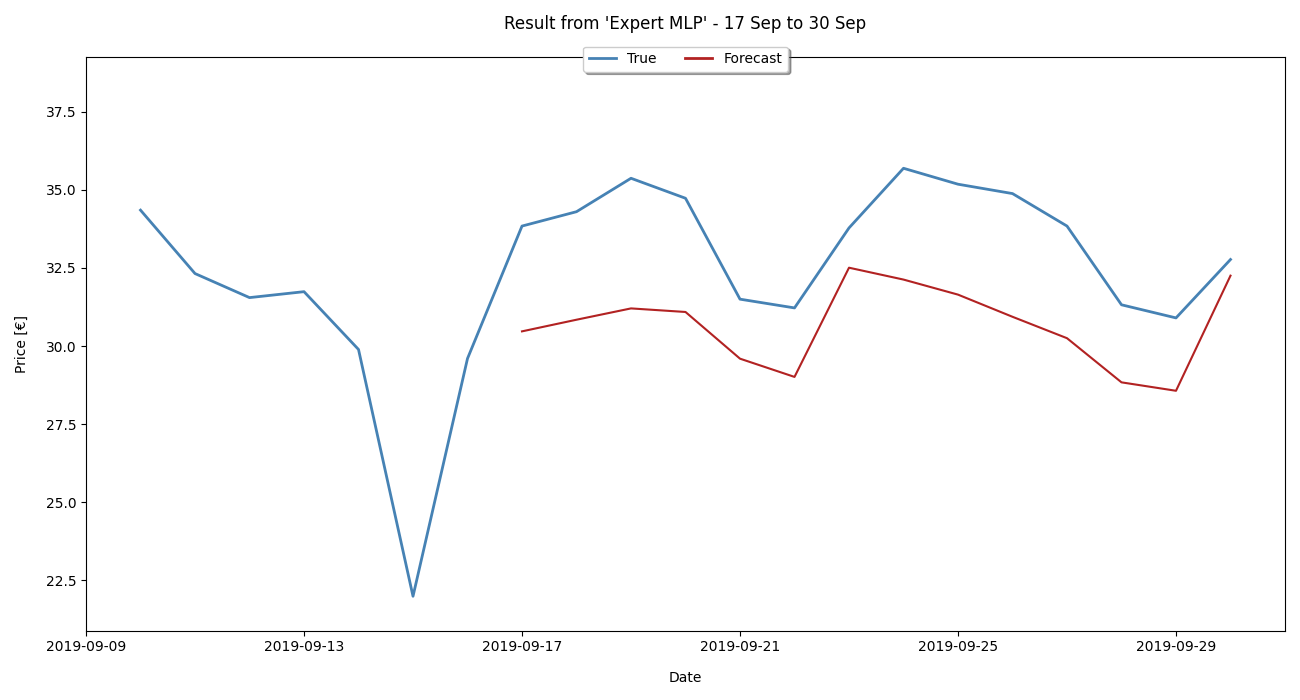 Result from 'Expert MLP' - 17 Sep to 30 Sep
True Forecast
37.5
35.0
32.5
30.0
27.5
25.0
22.5
Price [€]
2019-09-09 2019-09-13 2019-09-17 2019-09-21 2019-09-25 2019-09-29
Date